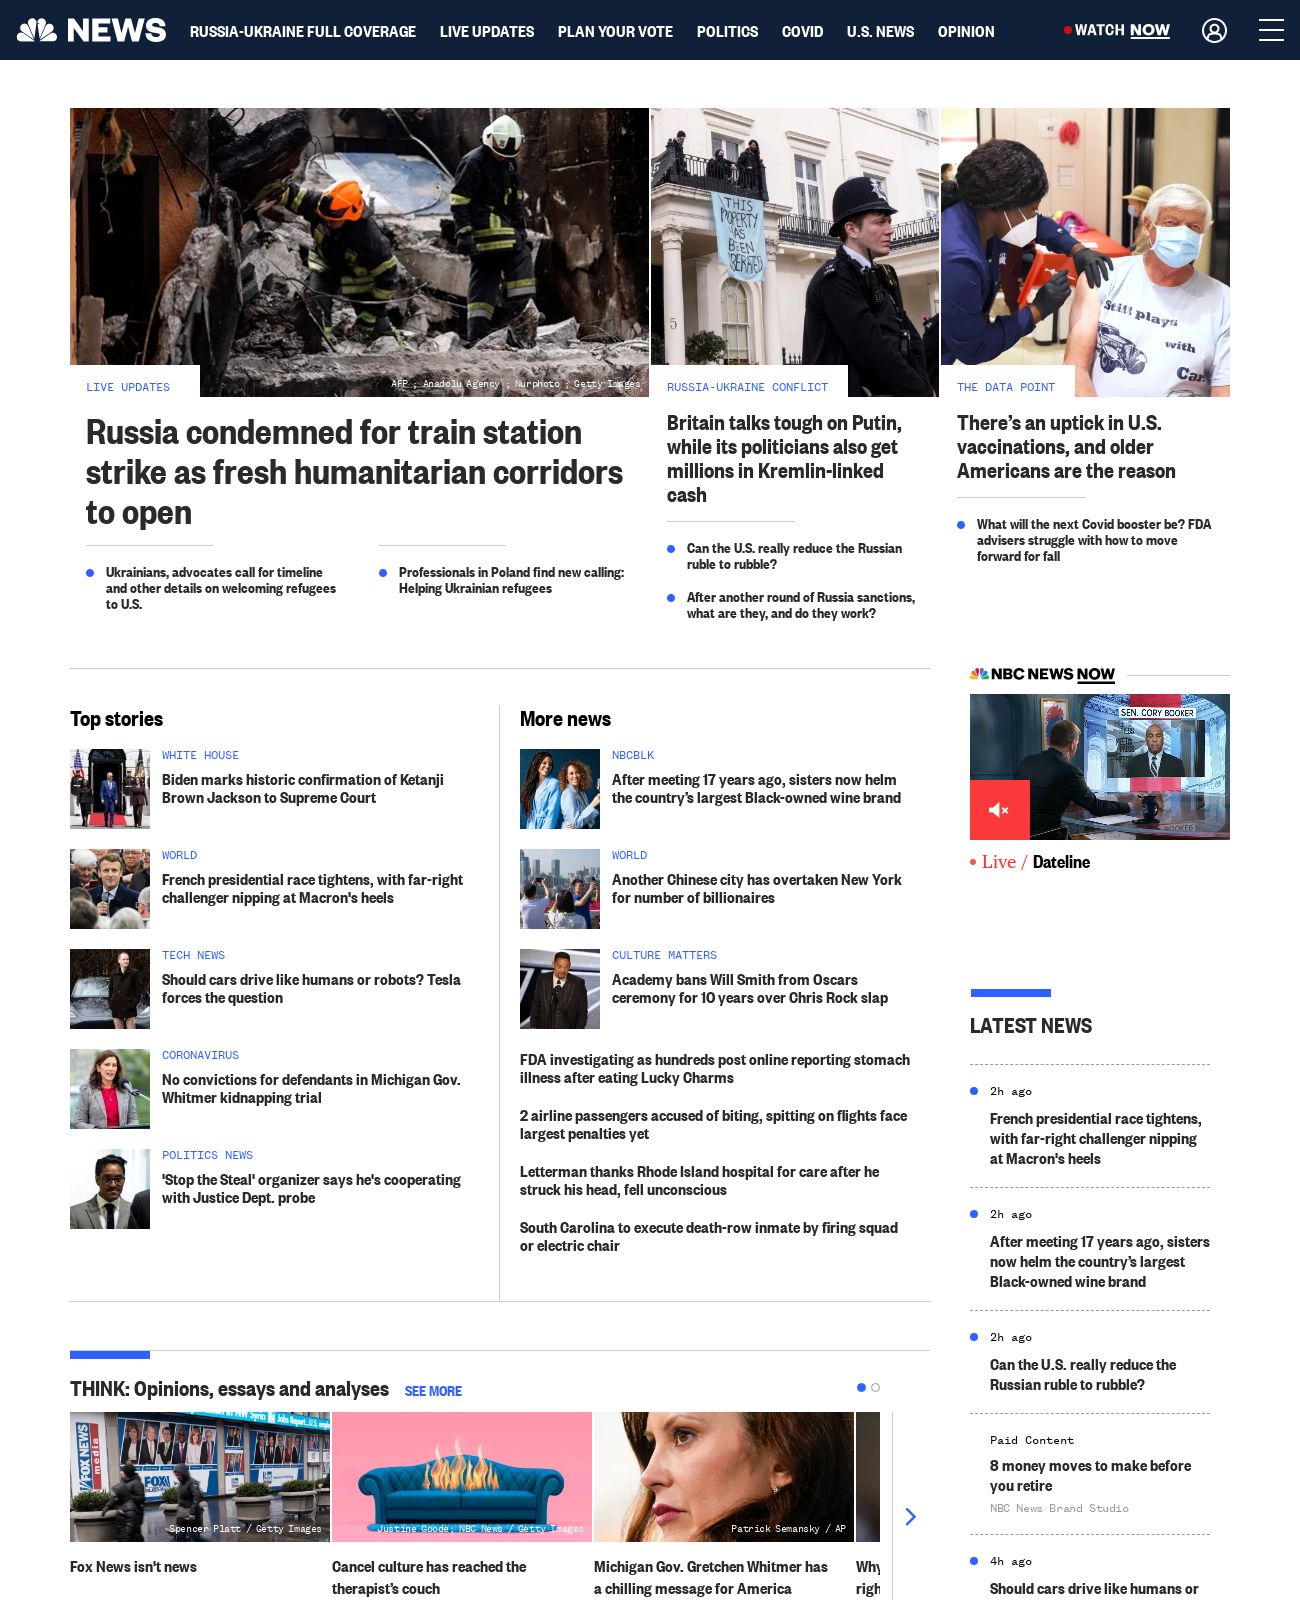 NEWS
RUSSIA-UKRAINE FULL COVERAGE
LIVE UPDATES
PLAN YOUR VOTE
POLITICS
COVID
U.S. NEWS
OPINION
WATCH NOW
THIS
PROPERTY
HAS
BEEN
LIBERATED
5
Still plays
with
AFP ; Anadolu Agency ; Nurphoto ; Getty Images
LIVE UPDATES
Russia condemned for train station
strike as fresh humanitarian corridors
to open
Ukrainians, advocates call for timeline
and other details on welcoming refugees
to U.S.
Professionals in Poland find new calling:
Helping Ukrainian refugees
RUSSIA-UKRAINE CONFLICT
Britain talks tough on Putin,
while its politicians also get
millions in Kremlin-linked
cash
Can the U.S. really reduce the Russian
ruble to rubble?
After another round of Russia sanctions,
what are they, and do they work?
THE DATA POINT
There’s an uptick in U.S.
vaccinations, and older
Americans are the reason
What will the next Covid booster be? FDA
advisers struggle with how to move
forward for fall
Top stories
WHITE HOUSE
Biden marks historic confirmation of Ketanji
Brown Jackson to Supreme Court
WORLD
French presidential race tightens, with far-right
challenger nipping at Macron's heels
TECH NEWS
Should cars drive like humans or robots? Tesla
forces the question
CORONAVIRUS
No convictions for defendants in Michigan Gov.
Whitmer kidnapping trial
POLITICS NEWS
'Stop the Steal' organizer says he's cooperating
with Justice Dept. probe
More news
NBCBLK
After meeting 17 years ago, sisters now helm
the country’s largest Black-owned wine brand
WORLD
Another Chinese city has overtaken New York
for number of billionaires
CULTURE MATTERS
Academy bans Will Smith from Oscars
ceremony for 10 years over Chris Rock slap
FDA investigating as hundreds post online reporting stomach
illness after eating Lucky Charms
2 airline passengers accused of biting, spitting on flights face
largest penalties yet
Letterman thanks Rhode Island hospital for care after he
struck his head, fell unconscious
South Carolina to execute death-row inmate by firing squad
or electric chair
NBC NEWS NOW
SEN. CORY BOOKER
Live / Dateline
LATEST NEWS
2h ago
French presidential race tightens,
with far-right challenger nipping
at Macron's heels
2h ago
After meeting 17 years ago, sisters
now helm the country’s largest
Black-owned wine brand
2h ago
Can the U.S. really reduce the
Russian ruble to rubble?
Paid Content
8 money moves to make before
you retire
NBC News Brand Studio
4h ago
Should cars drive like humans or
THINK: Opinions, essays and analyses
SEE MORE
FOX NEWS
media
FOX
Spencer Platt / Getty Images
Fox News isn't news
Justine Goode; NBC News / Getty Images
Cancel culture has reached the
therapist’s couch
Patrick Semansky / AP
Michigan Gov. Gretchen Whitmer has
a chilling message for America
Why
righ